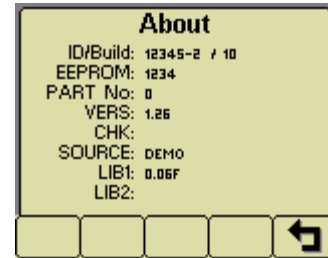 About
ID/Build: 12345-2 / 10
EEPROM: 1234
PART No: 0
VERS: 1.26
CHK:
SOURCE: DEMO
LIB1: 0.06F
LIB2: